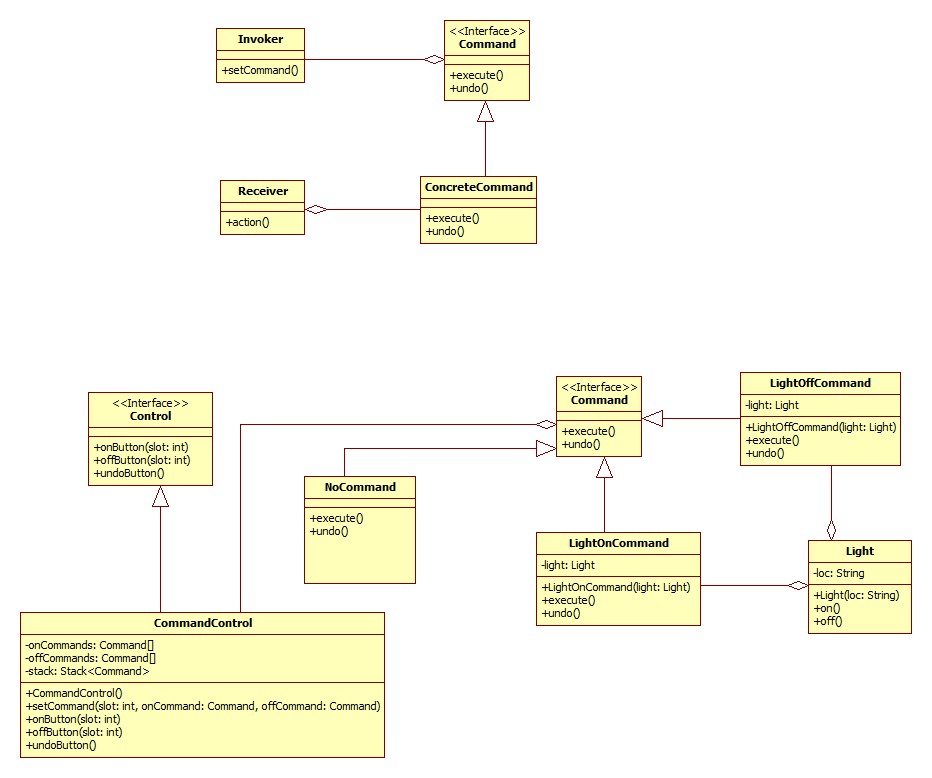 Invoker
+setCommand()
<<Interface>>
Command
+execute()
+undo()
Receiver
+action()
ConcreteCommand
+execute()
+undo()
<<Interface>>
Control
+onButton(slot: int)
+offButton(slot: int)
+undoButton()
<<Interface>>
Command
+execute()
+undo()
LightOffCommand
-light: Light
+LightOffCommand(light: Light)
+execute()
+undo()
NoCommand
+execute()
+undo()
LightOnCommand
-light: Light
+LightOnCommand(light: Light)
+execute()
+undo()
Light
-loc: String
+Light(loc: String)
+on()
+off()
CommandControl
-onCommands: Command[]
-offCommands: Command[]
-stack: Stack<Command>
+CommandControl()
+setCommand(slot: int, onCommand: Command, offCommand: Command)
+onButton(slot: int)
+offButton(slot: int)
+undoButton()